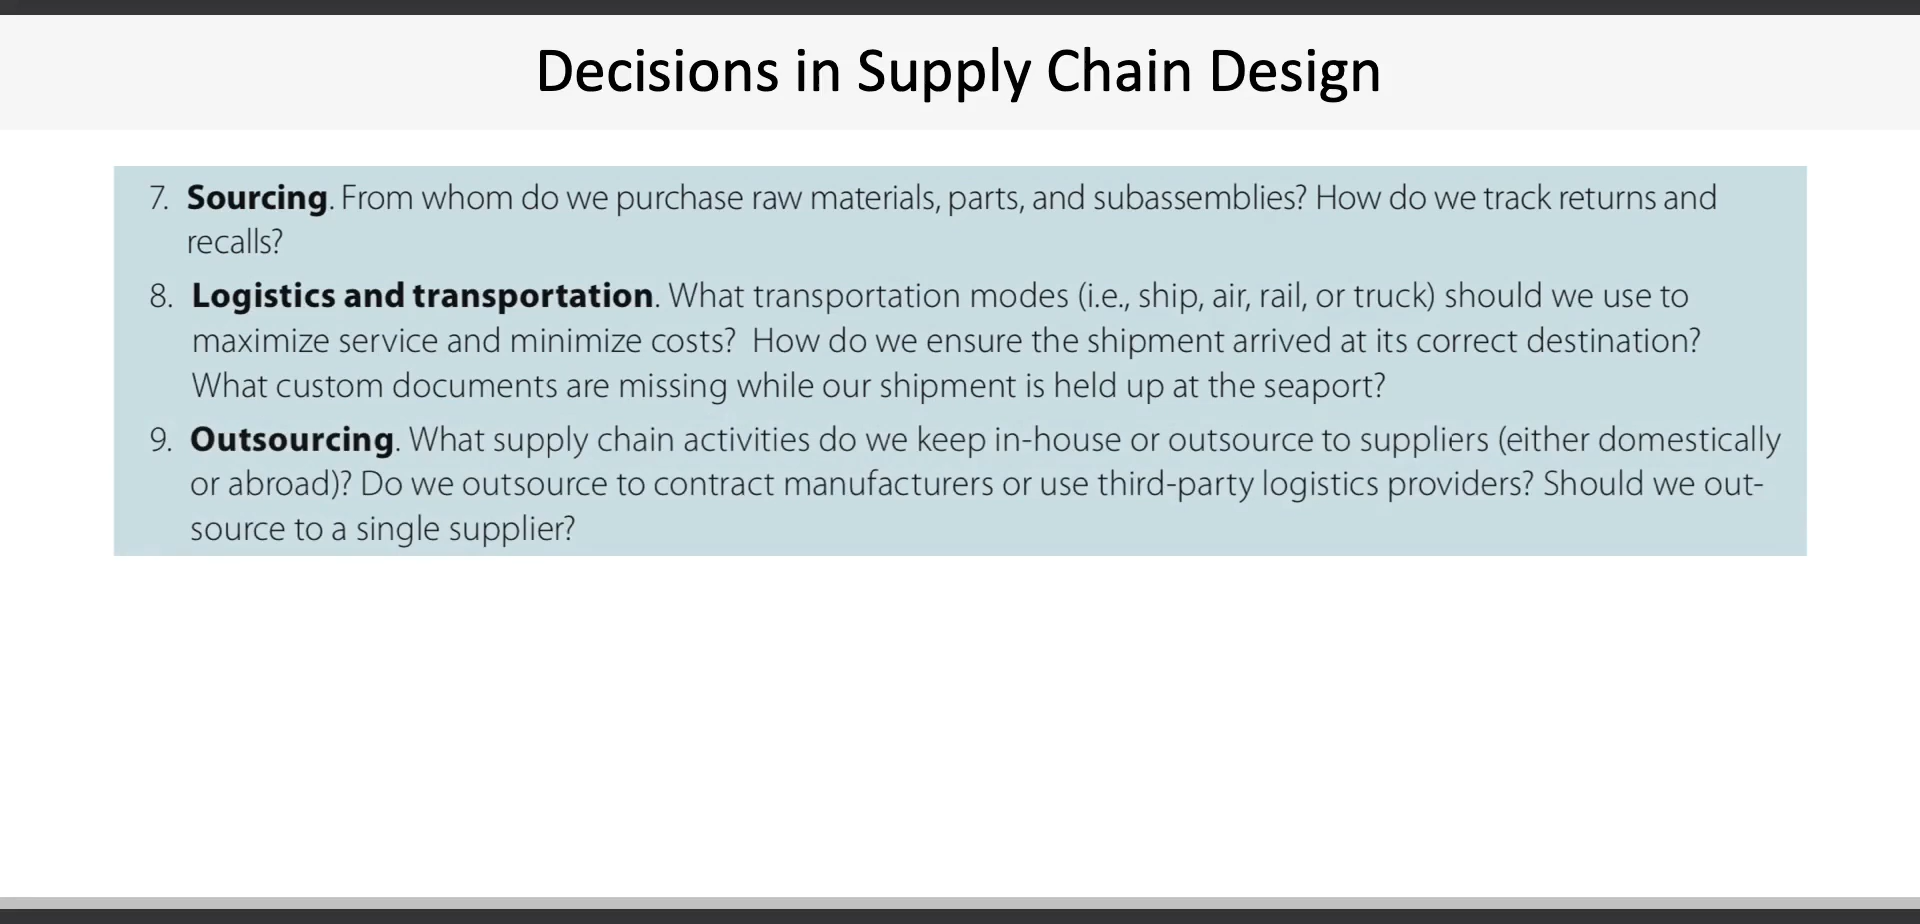 Decisions in Supply Chain Design
7. Sourcing. From whom do we purchase raw materials, parts, and subassemblies? How do we track returns and
recalls?
8. Logistics and transportation. What transportation modes (i.e., ship, air, rail, or truck) should we use to
maximize service and minimize costs?  How do we ensure the shipment arrived at its correct destination?
What custom documents are missing while our shipment is held up at the seaport?
9. Outsourcing. What supply chain activities do we keep in-house or outsource to suppliers (either domestically
or abroad)? Do we outsource to contract manufacturers or use third-party logistics providers? Should we out-
source to a single supplier?